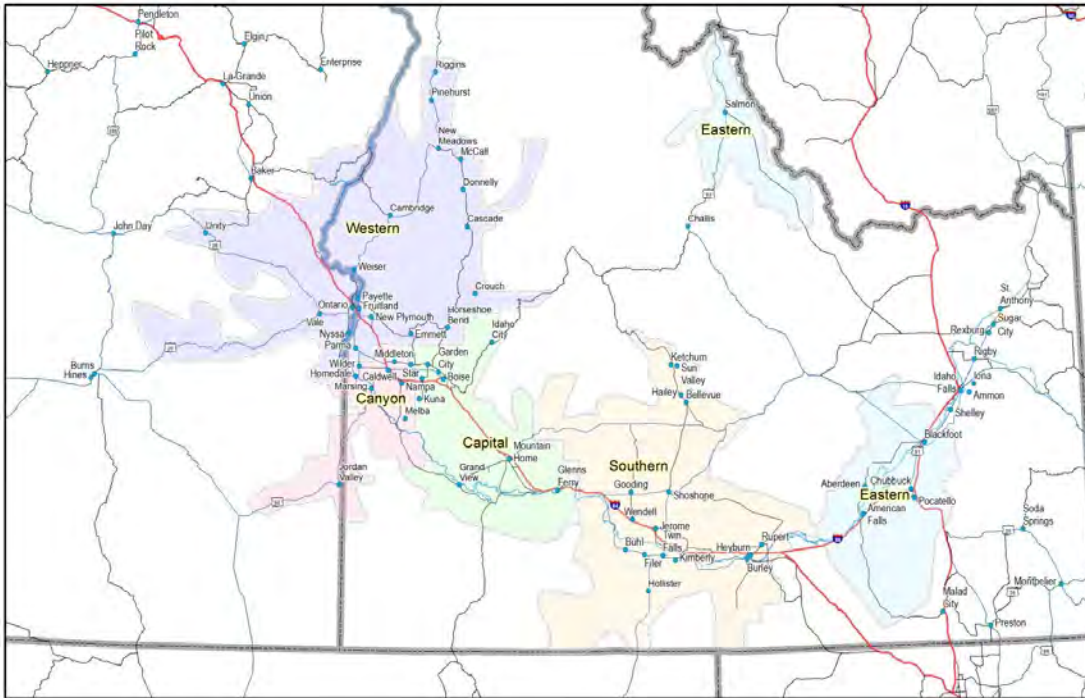 Pendleton
Pilot
Rock
Elgin
Heppner
Enterprise
La-Grande
Union
Baker
John Day
Unity
Burns
Hines
Riggins
Pinehurst
New
Meadows
McCall
Donnelly
Cambridge
Cascade
Western
Weiser
Crouch
Payette
Fruitland
Ontario
New Plymouth
Vale
Horseshoe
Bend
Idaho
City
Nyssa
Emmett
Parma
Middleton
Garden
City
Wilder
Star
Homedale
Caldwell
Boise
Marsing
Nampa
Canyon
Kuna
Melba
Capital
Mountain
Home
Jordan
Valley
Grand
View
Glenns
Ferry
Salmon
Eastern
Challis
Ketchum
Sun
Valley
Hailey
Bellevue
Southern
Gooding
Shoshone
Wendell
Jerome
Twin
Falls
Buhl
Filer
Kimberly
Heyburn
Rupert
Burley
Hollister
St.
Anthony
Sugar
City
Rexburg
Rigby
Idaho
Falls
Iona
Ammon
Shelley
Blackfoot
Aberdeen
Chubbuck
Eastern
Pocatello
American
Falls
Soda
Springs
Montpelier
Malad
City
Preston